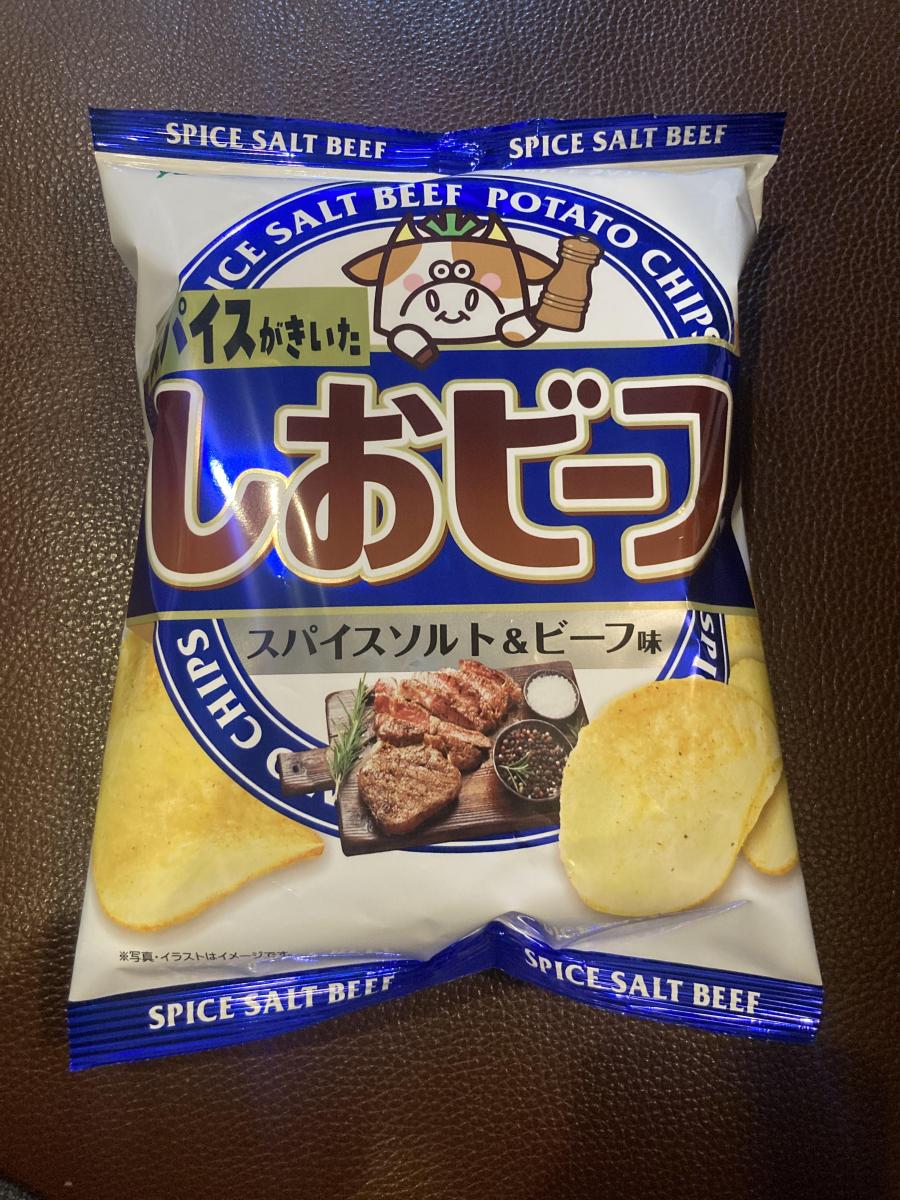 SPICE SALT BEEF SPICE SALT BEEF
SPICE SALT BEEF POTATO CHIPS
スパイスがきいた
しおビーフ
スパイスソルト&ビーフ味
CHIPS
※写真・イラストはイメージです
SPICE SALT BEEF SPICE SALT BEEF